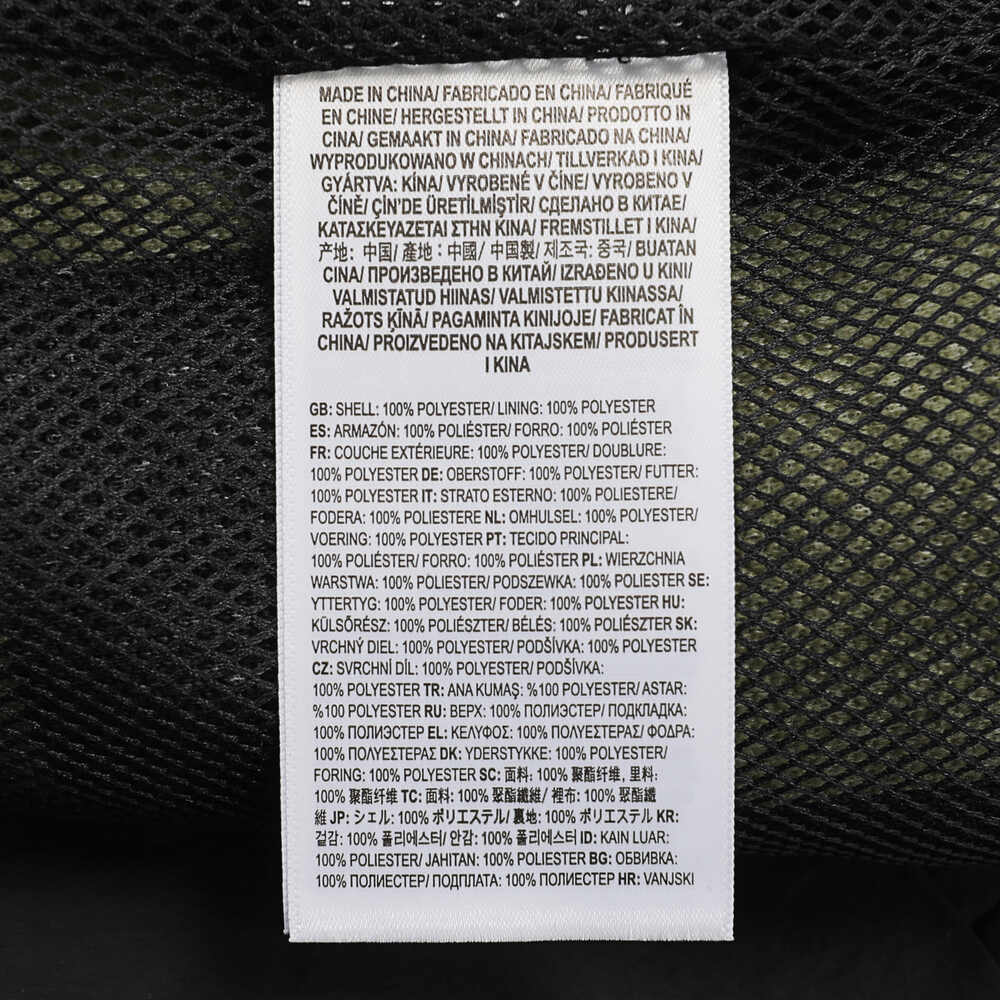 MADE IN CHINA/ FABRICADO EN CHINA/ FABRIQUÉ
EN CHINE/ HERGESTELLT IN CHINA/ PRODOTTO IN
CINA/ GEMAAKT IN CHINA/ FABRICADO NA CHINA/
WYPRODUKOWANO W CHINACH/ TILLVERKAD I KINA/
GYÁRTVA: KÍNA/ VYROBENÉ V ČÍNE/ VYROBENO V
ČÍNĚ/ ÇİN'DE ÜRETİLMİŞTİR/ СДЕЛАНО В КИТАЕ/
ΚΑΤΑΣΚΕΥΑΖΕΤΑΙ ΣΤΗΝ ΚΙΝΑ/ FREMSTILLET I KINA/
产地: 中国/ 產地: 中國/ 中国製/ 제조국: 중국/ BUATAN
CINA/ ПРОИЗВЕДЕНО В КИТАЙ/ IZRAĐENO U KINI/
VALMISTATUD HIINAS/ VALMISTETTU KIINASSA/
RAŽOTS ĶĪNĀ/ PAGAMINTA KINIJOJE/ FABRICAT ÎN
CHINA/ PROIZVEDENO NA KITAJSKEM/ PRODUSERT
I KINA
GB: SHELL: 100% POLYESTER/ LINING: 100% POLYESTER
ES: ARMAZÓN: 100% POLIÉSTER/ FORRO: 100% POLIÉSTER
FR: COUCHE EXTÉRIEURE: 100% POLYESTER/ DOUBLURE:
100% POLYESTER DE: OBERSTOFF: 100% POLYESTER/ FUTTER:
100% POLYESTER IT: STRATO ESTERNO: 100% POLIESTERE/
FODERA: 100% POLIESTERE NL: OMHULSEL: 100% POLYESTER/
VOERING: 100% POLYESTER PT: TECIDO PRINCIPAL:
100% POLIÉSTER/ FORRO: 100% POLIÉSTER PL: WIERZCHNIA
WARSTWA: 100% POLIESTER/ PODSZEWKA: 100% POLIESTER SE:
YTTERTYG: 100% POLYESTER/ FODER: 100% POLYESTER HU:
KÜLSŐRÉSZ: 100% POLIÉSZTER/ BÉLÉS: 100% POLIÉSZTER SK:
VRCHNÝ DIEL: 100% POLYESTER/ PODŠÍVKA: 100% POLYESTER
CZ: SVRCHNÍ DÍL: 100% POLYESTER/ PODŠÍVKA:
100% POLYESTER TR: ANA KUMAŞ: %100 POLYESTER/ ASTAR:
%100 POLYESTER RU: ВЕРХ: 100% ПОЛИЭСТЕР/ ПОДКЛАДКА:
100% ПОЛИЭСТЕР EL: ΚΕΛΥΦΟΣ: 100% ΠΟΛΥΕΣΤΕΡΑΣ/ ΦΟΔΡΑ:
100% ΠΟΛΥΕΣΤΕΡΑΣ DK: YDERSTYKKE: 100% POLYESTER/
FORING: 100% POLYESTER SC: 面料: 100% 聚酯纤维, 里料:
100% 聚酯纤维 TC: 面料: 100% 聚酯纖維/ 裡布: 100% 聚酯纖
維 JP: シェル: 100% ポリエステル/ 裏地: 100% ポリエステル KR:
겉감: 100% 폴리에스터/ 안감: 100% 폴리에스터 ID: KAIN LUAR:
100% POLIESTER/ JAHITAN: 100% POLIESTER BG: ОБВИВКА:
100% ПОЛИЕСТЕР/ ПОДПЛАТА: 100% ПОЛИЕСТЕР HR: VANJSKI